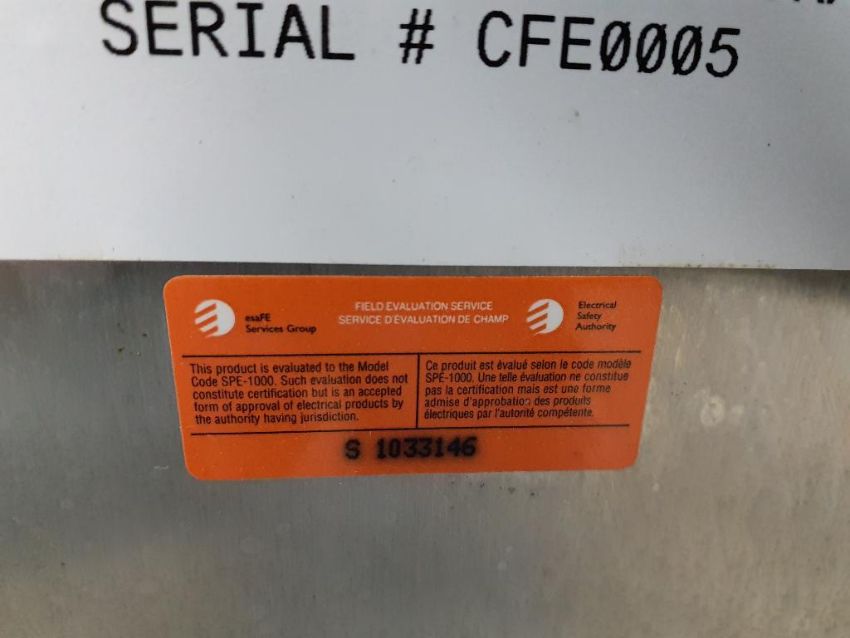 SERIAL # CFE0005
esaFE
Services Group
FIELD EVALUATION SERVICE
SERVICE D'ÉVALUATION DE CHAMP
Electrical
Safety
Authority
This product is evaluated to the Model
Code SPE-1000. Such evaluation does not
constitute certification but is an accepted
form of approval of electrical products by
the authority having jurisdiction.
Ce produit est évalué selon le code modèle
SPE-1000. Une telle évaluation ne constitue
pas la certification mais est une forme
admise d'approbation des produits
électriques par l'autorité compétente.
S 1033146